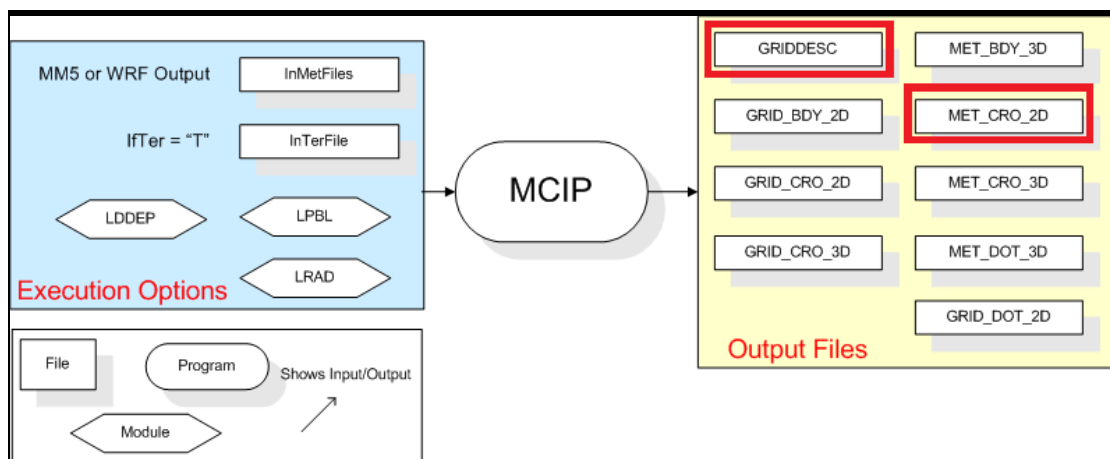 MM5 or WRF Output
InMetFiles
IfTer = “T”
InTerFile
LDDEP
LPBL
LRAD
Execution Options
MCIP
GRIDDESC
MET_BDY_3D
GRID_BDY_2D
MET_CRO_2D
GRID_CRO_2D
MET_CRO_3D
GRID_CRO_3D
MET_DOT_3D
GRID_DOT_2D
Output Files
File
Program
Shows Input/Output
Module